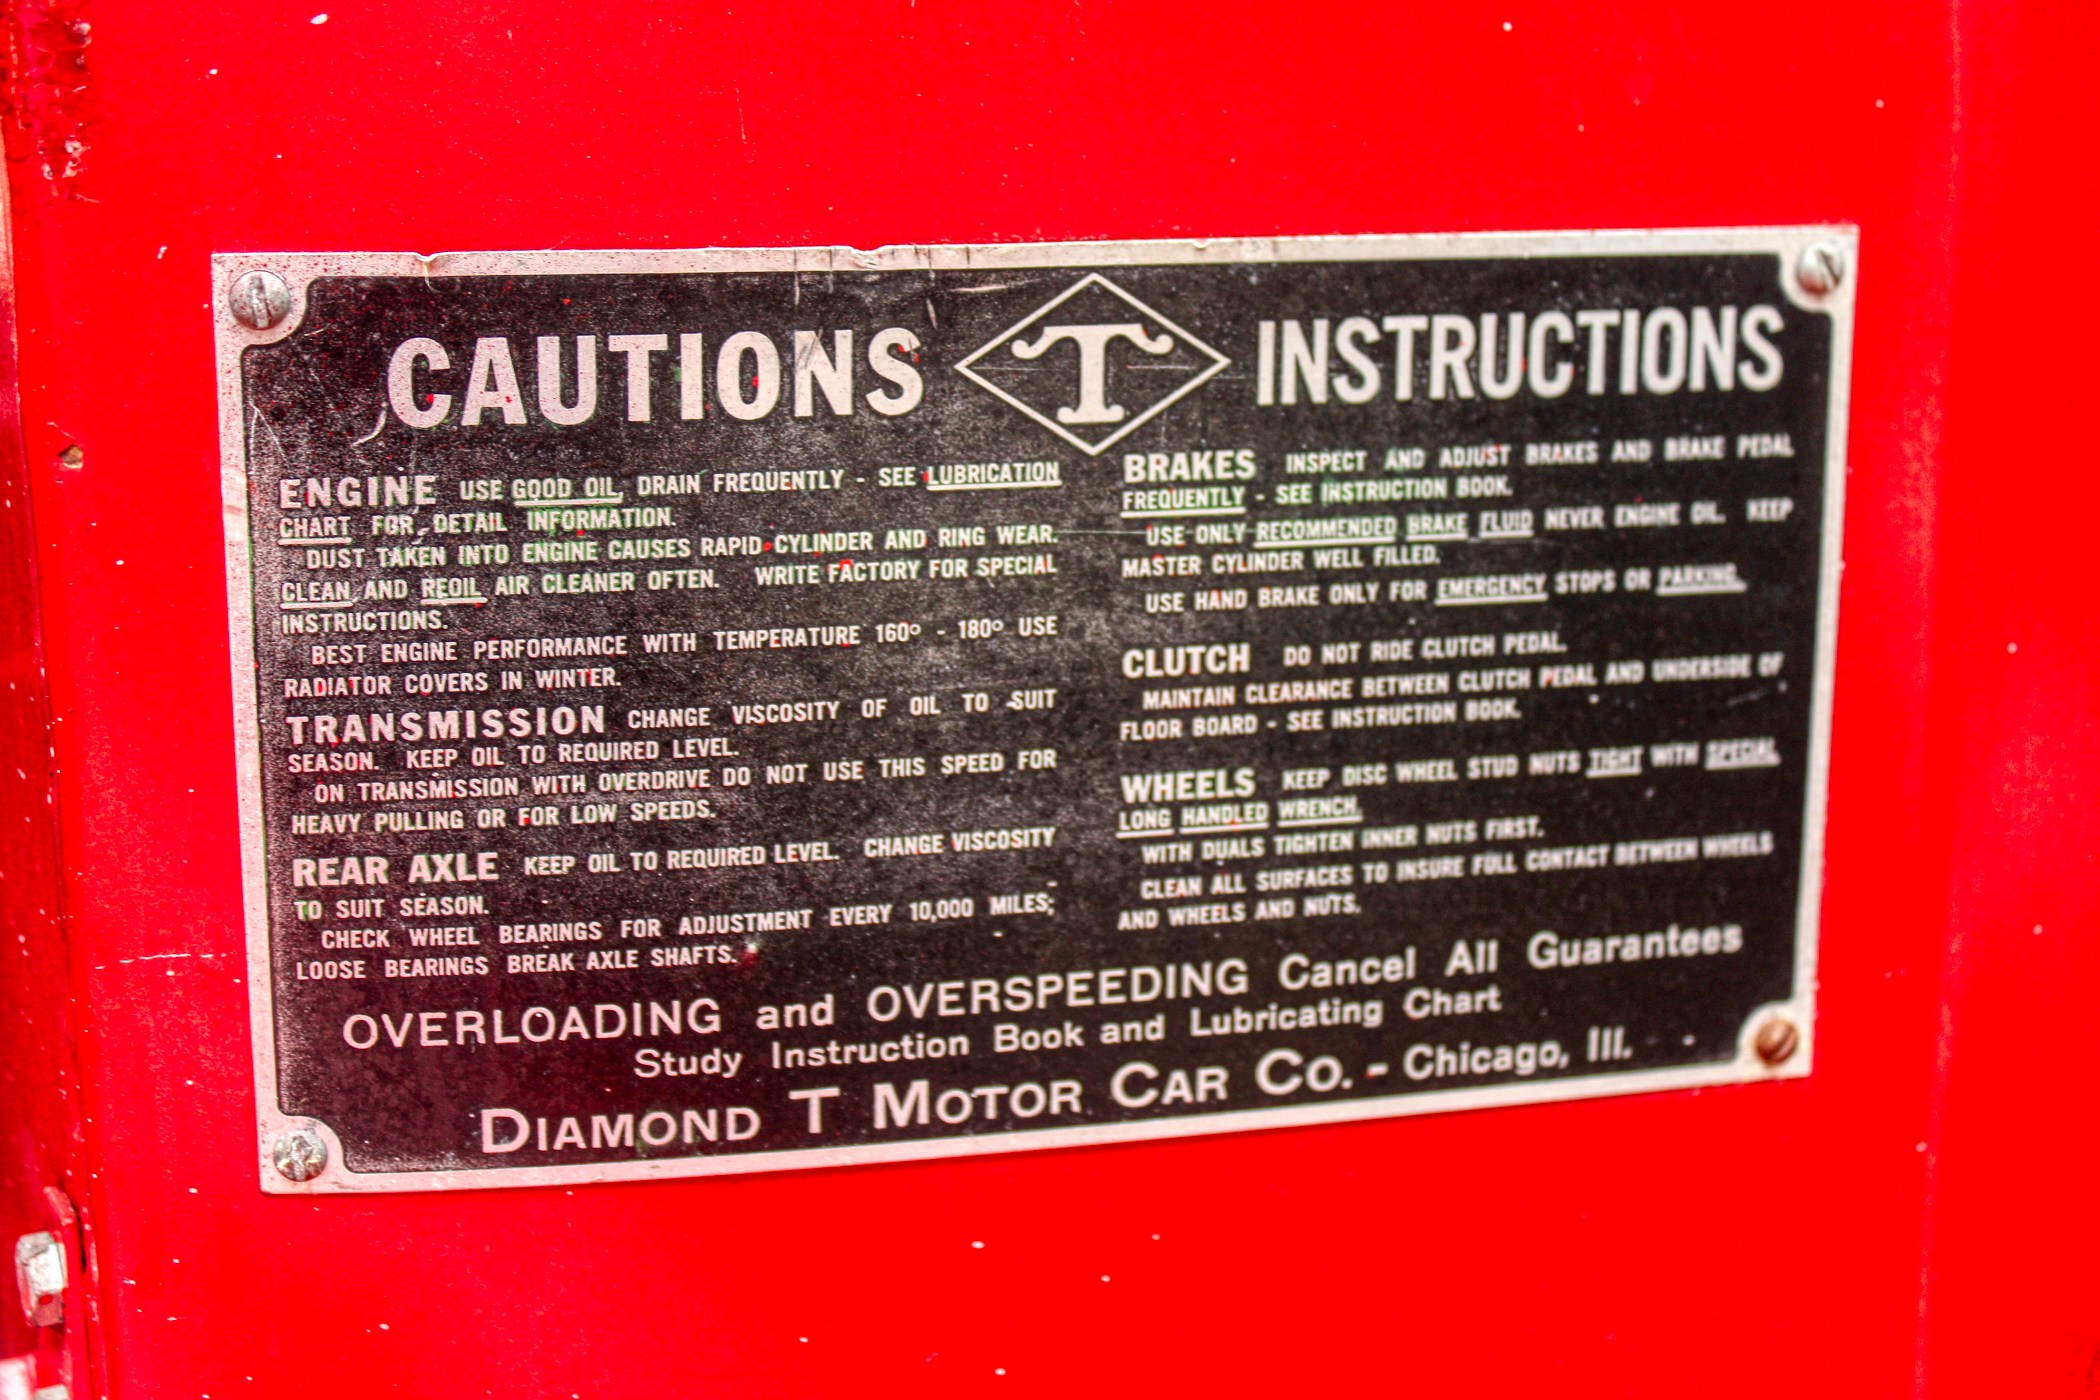 CAUTIONS T INSTRUCTIONS
ENGINE USE GOOD OIL, DRAIN FREQUENTLY - SEE LUBRICATION
CHART FOR DETAIL INFORMATION.
DUST TAKEN INTO ENGINE CAUSES RAPID CYLINDER AND RING WEAR.
CLEAN AND REOIL AIR CLEANER OFTEN. WRITE FACTORY FOR SPECIAL
INSTRUCTIONS.
BEST ENGINE PERFORMANCE WITH TEMPERATURE 160° - 180° USE
RADIATOR COVERS IN WINTER.
TRANSMISSION CHANGE VISCOSITY OF OIL TO SUIT
SEASON. KEEP OIL TO REQUIRED LEVEL.
ON TRANSMISSION WITH OVERDRIVE DO NOT USE THIS SPEED FOR
HEAVY PULLING OR FOR LOW SPEEDS.
REAR AXLE KEEP OIL TO REQUIRED LEVEL. CHANGE VISCOSITY
TO SUIT SEASON.
CHECK WHEEL BEARINGS FOR ADJUSTMENT EVERY 10,000 MILES;
LOOSE BEARINGS BREAK AXLE SHAFTS.
BRAKES INSPECT AND ADJUST BRAKES AND BRAKE PEDAL
FREQUENTLY - SEE INSTRUCTION BOOK.
USE ONLY RECOMMENDED BRAKE FLUID NEVER ENGINE OIL. KEEP
MASTER CYLINDER WELL FILLED.
USE HAND BRAKE ONLY FOR EMERGENCY STOPS OR PARKING.
CLUTCH DO NOT RIDE CLUTCH PEDAL.
MAINTAIN CLEARANCE BETWEEN CLUTCH PEDAL AND UNDERSIDE OF
FLOOR BOARD - SEE INSTRUCTION BOOK.
WHEELS KEEP DISC WHEEL STUD NUTS TIGHT WITH SPECIAL
LONG HANDLED WRENCH.
WITH DUALS TIGHTEN INNER NUTS FIRST.
CLEAN ALL SURFACES TO INSURE FULL CONTACT BETWEEN WHEELS
AND WHEELS AND NUTS.
OVERLOADING and OVERSPEEDING Cancel All Guarantees
Study Instruction Book and Lubricating Chart
DIAMOND T MOTOR CAR CO. - Chicago, Ill.